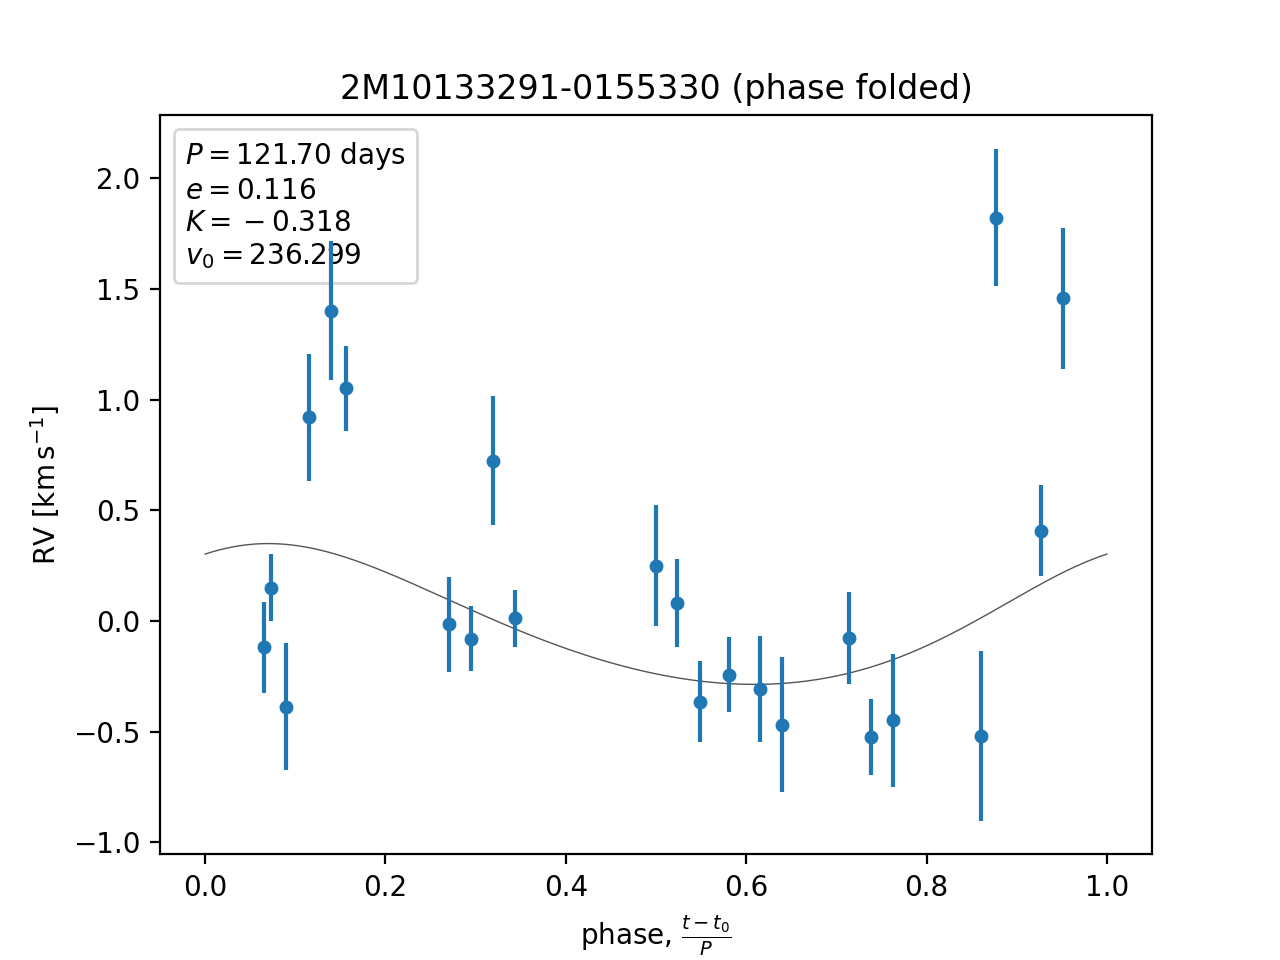 2M10133291-0155330 (phase folded)
P = 121.70 days
e = 0.116
K = −0.318
v₀ = 236.299
RV [km s⁻¹]
2.0
1.5
1.0
0.5
0.0
−0.5
−1.0
0.0 0.2 0.4 0.6 0.8 1.0
phase, (t − t₀)/P